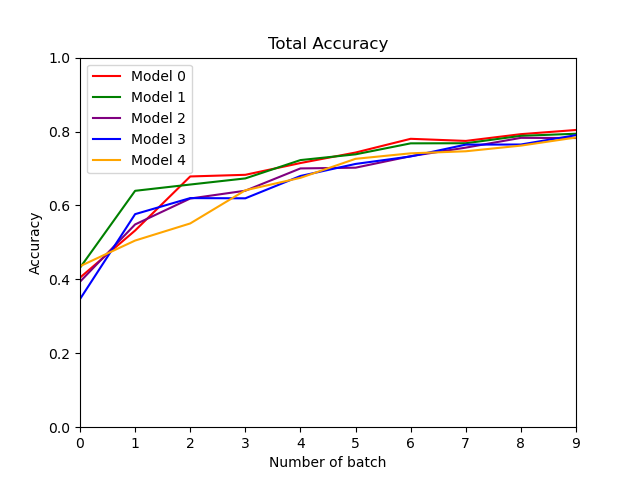 Total Accuracy
1.0
0.8
0.6
0.4
0.2
0.0
Accuracy
Model 0
Model 1
Model 2
Model 3
Model 4
0 1 2 3 4 5 6 7 8 9
Number of batch